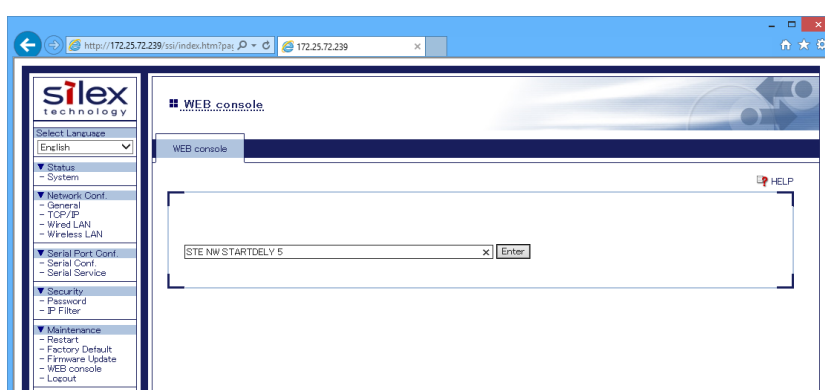 http://172.25.72.239/ssi/index.htm?pag
172.25.72.239
silex
technology
WEB console
Select Language
English
WEB console
▼ Status
- System
HELP
▼ Network Conf.
- General
- TCP/IP
- Wired LAN
- Wireless LAN
STE NW STARTDELY 5
Enter
▼ Serial Port Conf.
- Serial Conf.
- Serial Service
▼ Security
- Password
- IP Filter
▼ Maintenance
- Restart
- Factory Default
- Firmware Update
- WEB console
- Logout